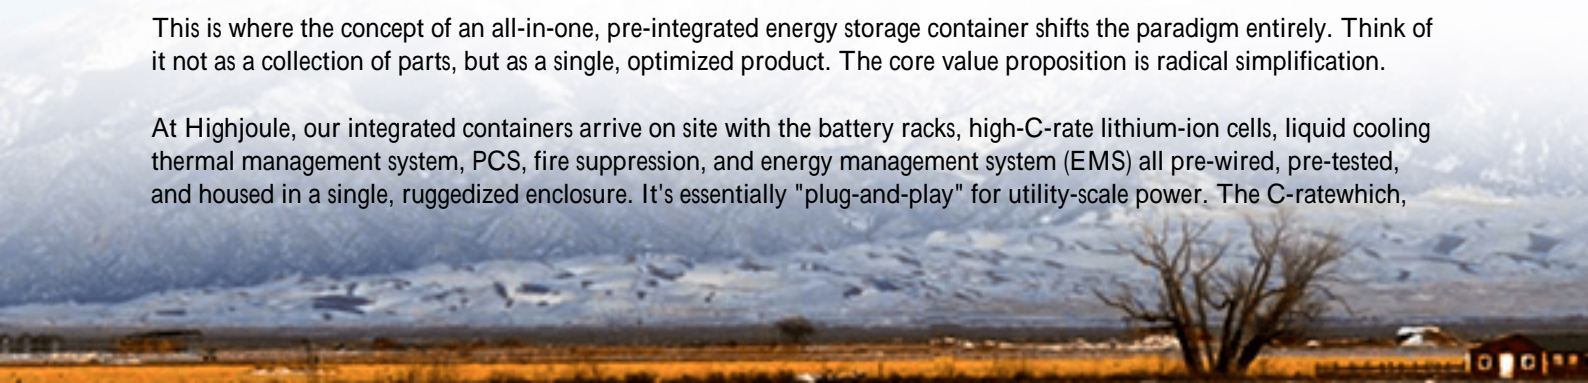 This is where the concept of an all-in-one, pre-integrated energy storage container shifts the paradigm entirely. Think of
it not as a collection of parts, but as a single, optimized product. The core value proposition is radical simplification.
At Highjoule, our integrated containers arrive on site with the battery racks, high-C-rate lithium-ion cells, liquid cooling
thermal management system, PCS, fire suppression, and energy management system (EMS) all pre-wired, pre-tested,
and housed in a single, ruggedized enclosure. It's essentially "plug-and-play" for utility-scale power. The C-ratewhich,